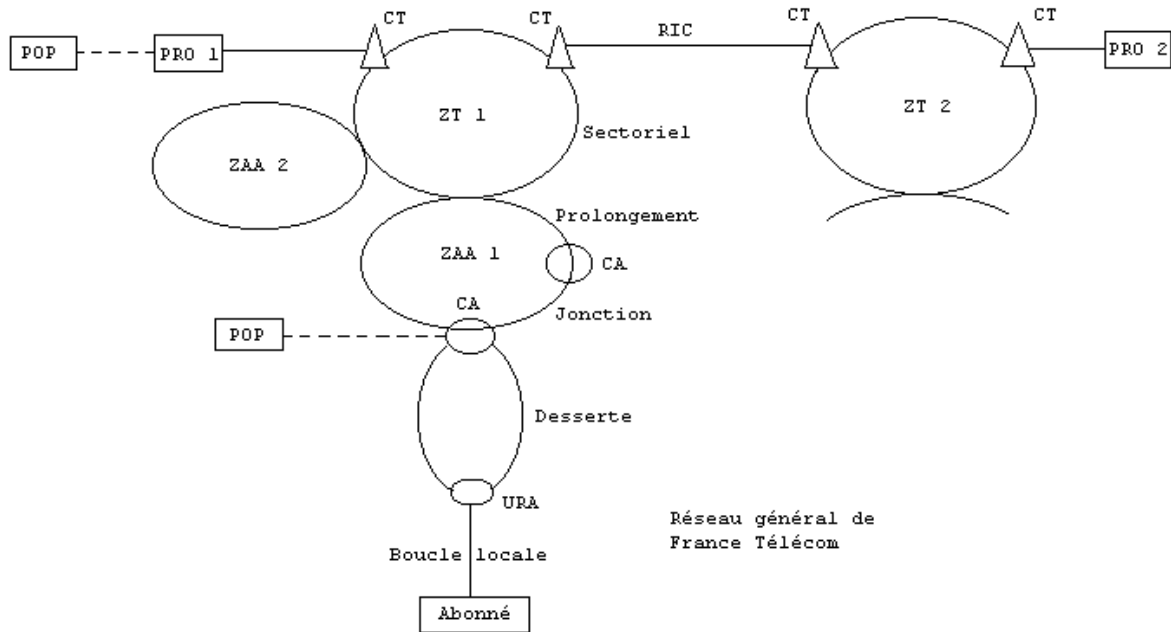 CT
CT
RIC
CT
CT
POP
PRO 1
PRO 2
ZT 1
ZT 2
Sectoriel
ZAA 2
Prolongement
ZAA 1
CA
CA
Jonction
POP
Desserte
URA
Réseau général de
France Télécom
Boucle locale
Abonné